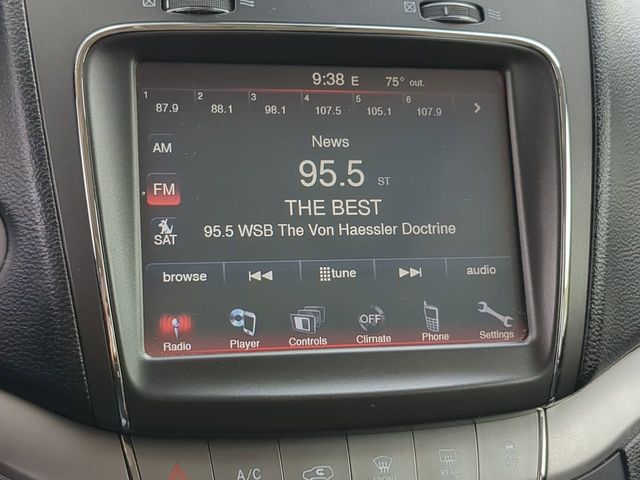 9:38 E 75° out.
1 87.9 2 88.1 3 98.1 4 107.5 5 105.1 6 107.9
AM
News
FM
95.5 ST
THE BEST
SAT
95.5 WSB The Von Haessler Doctrine
browse tune audio
Radio Player Controls OFF Climate Phone Settings
A/C FRONT REAR